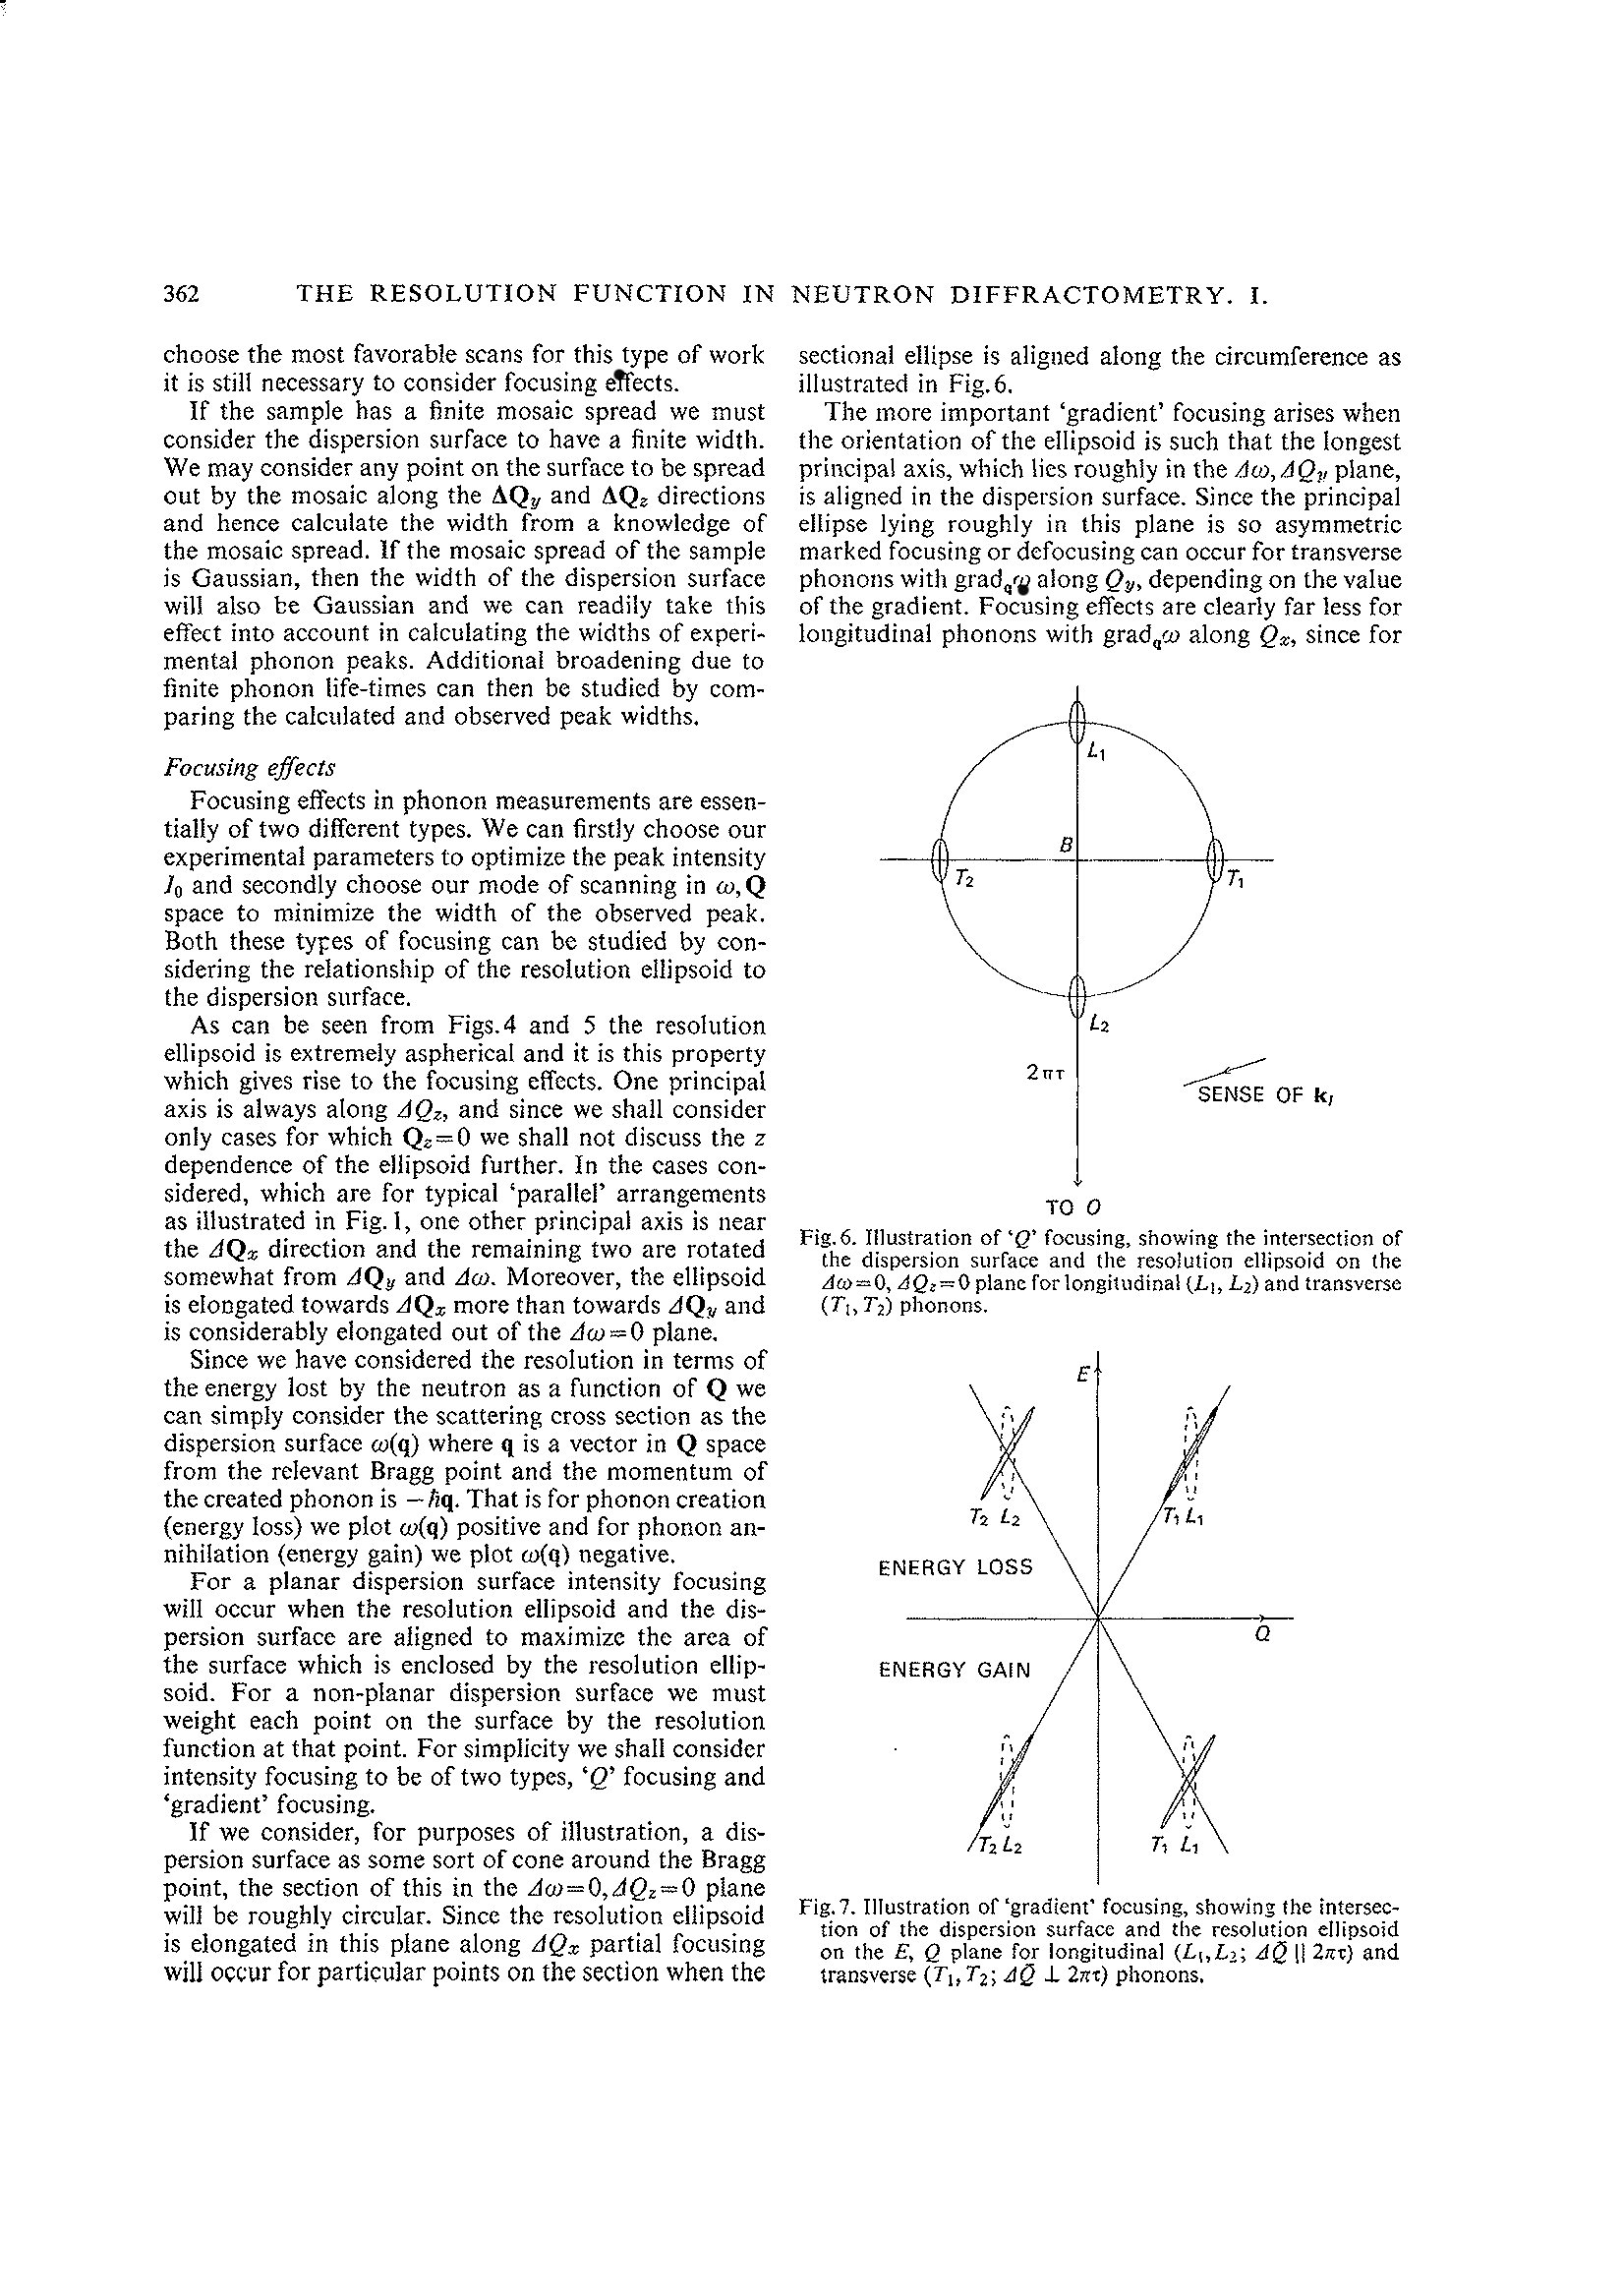 362 THE RESOLUTION FUNCTION IN NEUTRON DIFFRACTOMETRY. I.
choose the most favorable scans for this type of work
it is still necessary to consider focusing effects.
If the sample has a finite mosaic spread we must
consider the dispersion surface to have a finite width.
We may consider any point on the surface to be spread
out by the mosaic along the ΔQy and ΔQz directions
and hence calculate the width from a knowledge of
the mosaic spread. If the mosaic spread of the sample
is Gaussian, then the width of the dispersion surface
will also be Gaussian and we can readily take this
effect into account in calculating the widths of experi-
mental phonon peaks. Additional broadening due to
finite phonon life-times can then be studied by com-
paring the calculated and observed peak widths.
Focusing effects
Focusing effects in phonon measurements are essen-
tially of two different types. We can firstly choose our
experimental parameters to optimize the peak intensity
I₀ and secondly choose our mode of scanning in ω,Q
space to minimize the width of the observed peak.
Both these types of focusing can be studied by con-
sidering the relationship of the resolution ellipsoid to
the dispersion surface.
As can be seen from Figs. 4 and 5 the resolution
ellipsoid is extremely aspherical and it is this property
which gives rise to the focusing effects. One principal
axis is always along ΔQz, and since we shall consider
only cases for which Qz=0 we shall not discuss the z
dependence of the ellipsoid further. In the cases con-
sidered, which are for typical ‘parallel’ arrangements
as illustrated in Fig. 1, one other principal axis is near
the ΔQx direction and the remaining two are rotated
somewhat from ΔQy and Δω. Moreover, the ellipsoid
is elongated towards ΔQx more than towards ΔQy and
is considerably elongated out of the Δω=0 plane.
Since we have considered the resolution in terms of
the energy lost by the neutron as a function of Q we
can simply consider the scattering cross section as the
dispersion surface ω(q) where q is a vector in Q space
from the relevant Bragg point and the momentum of
the created phonon is −ℏq. That is for phonon creation
(energy loss) we plot ω(q) positive and for phonon an-
nihilation (energy gain) we plot ω(q) negative.
For a planar dispersion surface intensity focusing
will occur when the resolution ellipsoid and the dis-
persion surface are aligned to maximize the area of
the surface which is enclosed by the resolution ellip-
soid. For a non-planar dispersion surface we must
weight each point on the surface by the resolution
function at that point. For simplicity we shall consider
intensity focusing to be of two types, ‘Q’ focusing and
‘gradient’ focusing.
If we consider, for purposes of illustration, a dis-
persion surface as some sort of cone around the Bragg
point, the section of this in the Δω=0,ΔQz=0 plane
will be roughly circular. Since the resolution ellipsoid
is elongated in this plane along ΔQx partial focusing
will occur for particular points on the section when the
sectional ellipse is aligned along the circumference as
illustrated in Fig. 6.
The more important ‘gradient’ focusing arises when
the orientation of the ellipsoid is such that the longest
principal axis, which lies roughly in the Δω,ΔQy plane,
is aligned in the dispersion surface. Since the principal
ellipse lying roughly in this plane is so asymmetric
marked focusing or defocusing can occur for transverse
phonons with gradqω along Qy, depending on the value
of the gradient. Focusing effects are clearly far less for
longitudinal phonons with gradqω along Qx, since for
L₁
B
T₂
T₁
L₂
2πτ
SENSE OF kI
TO O
Fig. 6. Illustration of ‘Q’ focusing, showing the intersection of
the dispersion surface and the resolution ellipsoid on the
Δω=0, ΔQz=0 plane for longitudinal (L₁, L₂) and transverse
(T₁, T₂) phonons.
E
T₂ L₂
T₁ L₁
ENERGY LOSS
Q
ENERGY GAIN
T₂ L₂
T₁ L₁
Fig. 7. Illustration of ‘gradient’ focusing, showing the intersec-
tion of the dispersion surface and the resolution ellipsoid
on the E, Q plane for longitudinal (L₁,L₂; ΔQ || 2πτ) and
transverse (T₁,T₂; ΔQ ⊥ 2πτ) phonons.